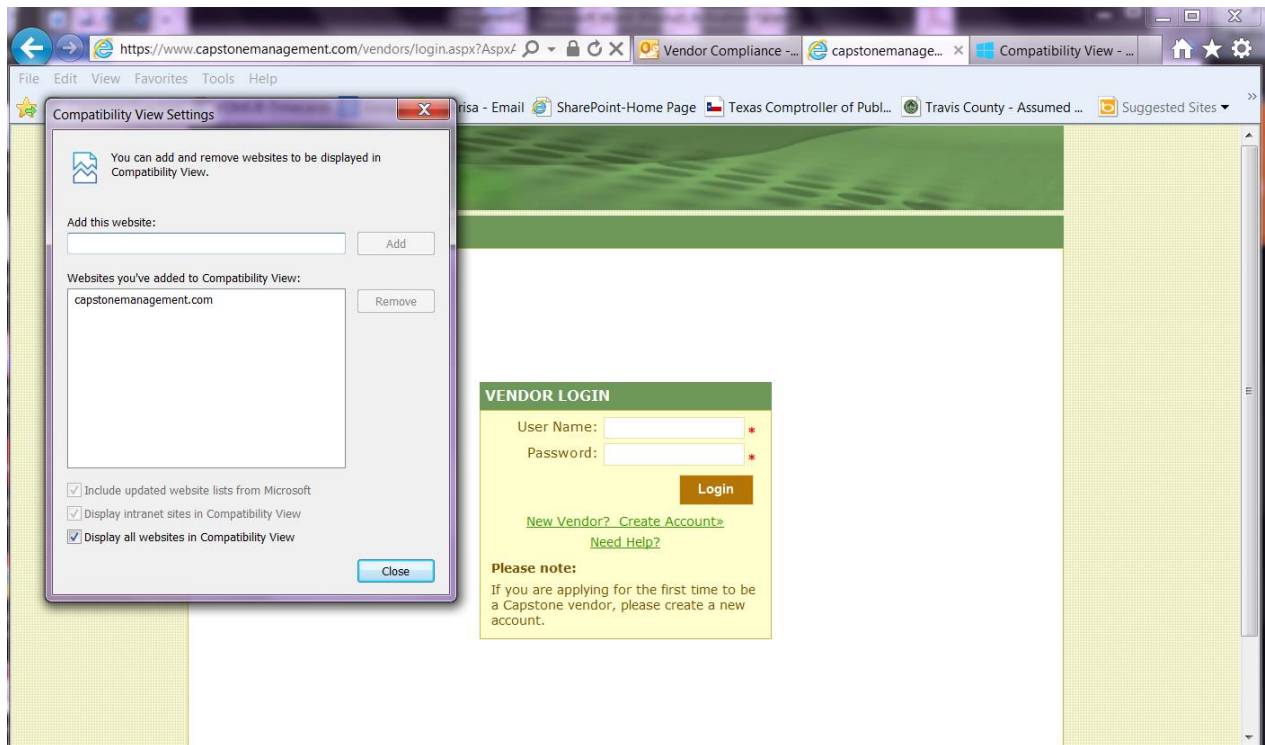 https://www.capstonemanagement.com/vendors/login.aspx?Aspx
Vendor Compliance -...
capstonemanage...
Compatibility View - ...
File Edit View Favorites Tools Help
risa - Email
SharePoint-Home Page
Texas Comptroller of Publ...
Travis County - Assumed ...
Suggested Sites
Compatibility View Settings
You can add and remove websites to be displayed in
Compatibility View.
Add this website:
Add
Websites you've added to Compatibility View:
capstonemanagement.com
Remove
Include updated website lists from Microsoft
Display intranet sites in Compatibility View
Display all websites in Compatibility View
Close
VENDOR LOGIN
User Name: *
Password: *
Login
New Vendor? Create Account»
Need Help?
Please note:
If you are applying for the first time to be
a Capstone vendor, please create a new
account.